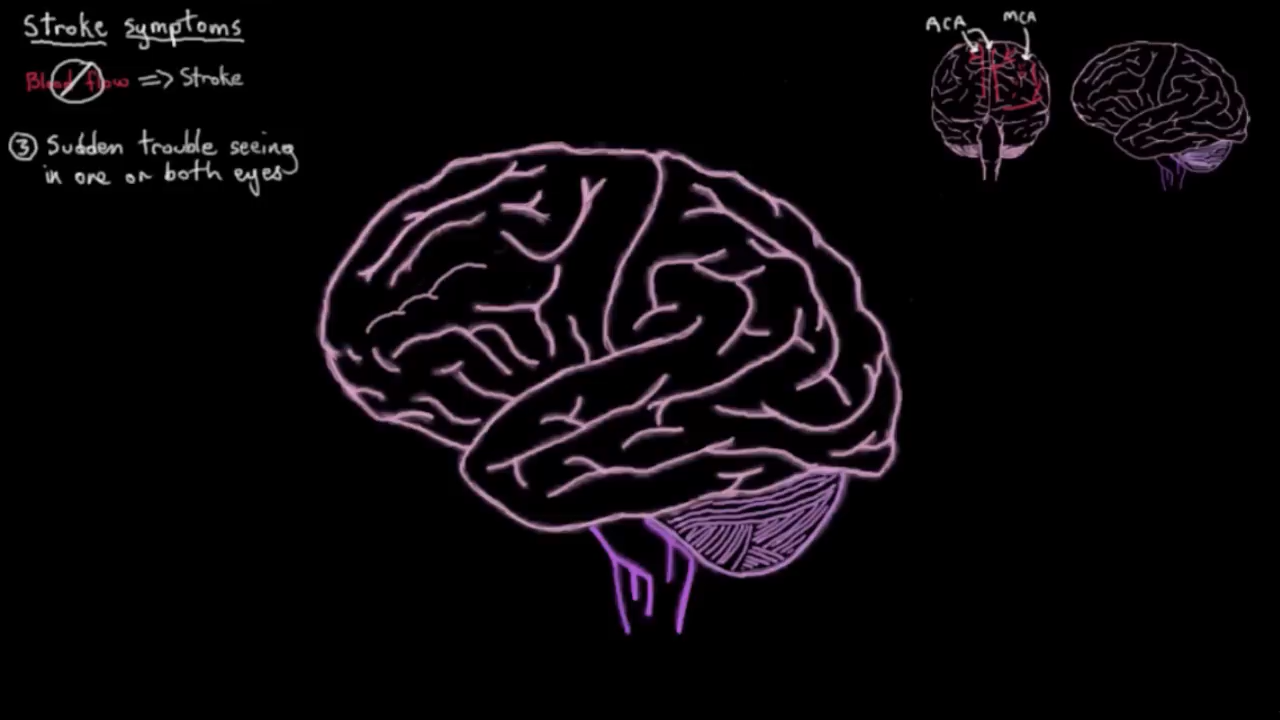 Stroke symptoms
Blood flow => Stroke
③ Sudden trouble seeing
in one or both eyes
ACA
MCA